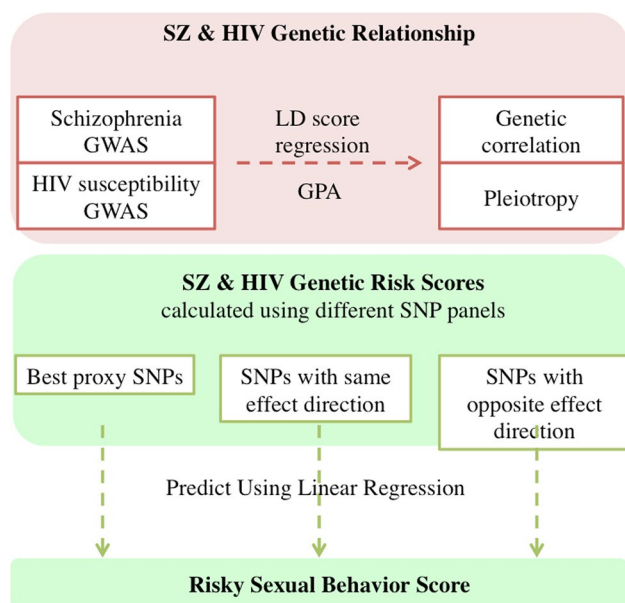 SZ & HIV Genetic Relationship
Schizophrenia
GWAS
HIV susceptibility
GWAS
LD score
regression
GPA
Genetic
correlation
Pleiotropy
SZ & HIV Genetic Risk Scores
calculated using different SNP panels
Best proxy SNPs
SNPs with same
effect direction
SNPs with
opposite effect
direction
Predict Using Linear Regression
Risky Sexual Behavior Score